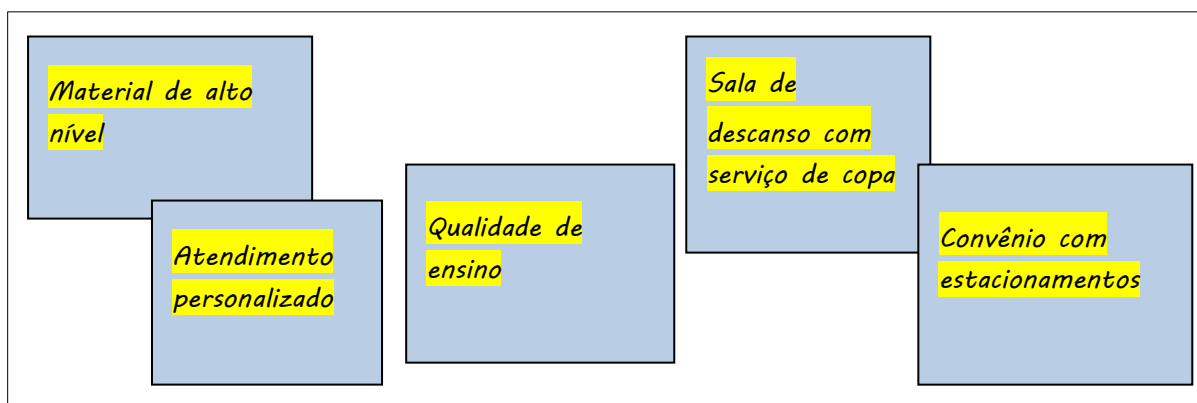 Material de alto
nível
Atendimento
personalizado
Qualidade de
ensino
Sala de
descanso com
serviço de copa
Convênio com
estacionamentos